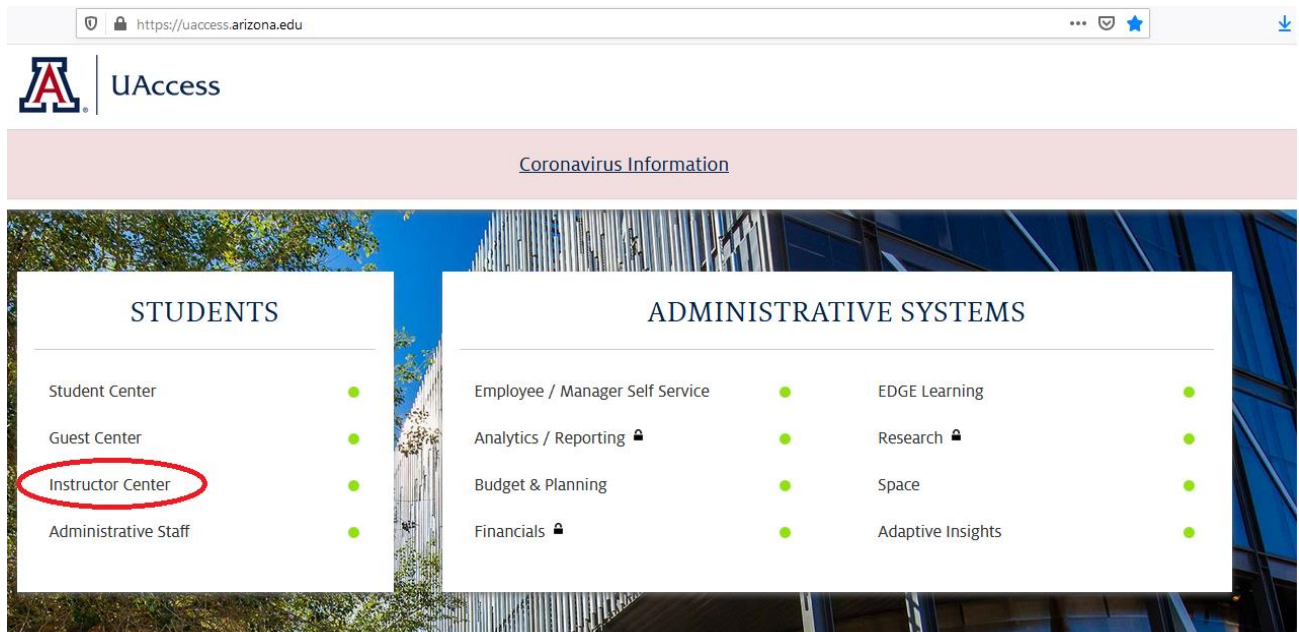 https://uaccess.arizona.edu
A
UAccess
Coronavirus Information
STUDENTS
Student Center
Guest Center
Instructor Center
Administrative Staff
ADMINISTRATIVE SYSTEMS
Employee / Manager Self Service
Analytics / Reporting
Budget & Planning
Financials
EDGE Learning
Research
Space
Adaptive Insights